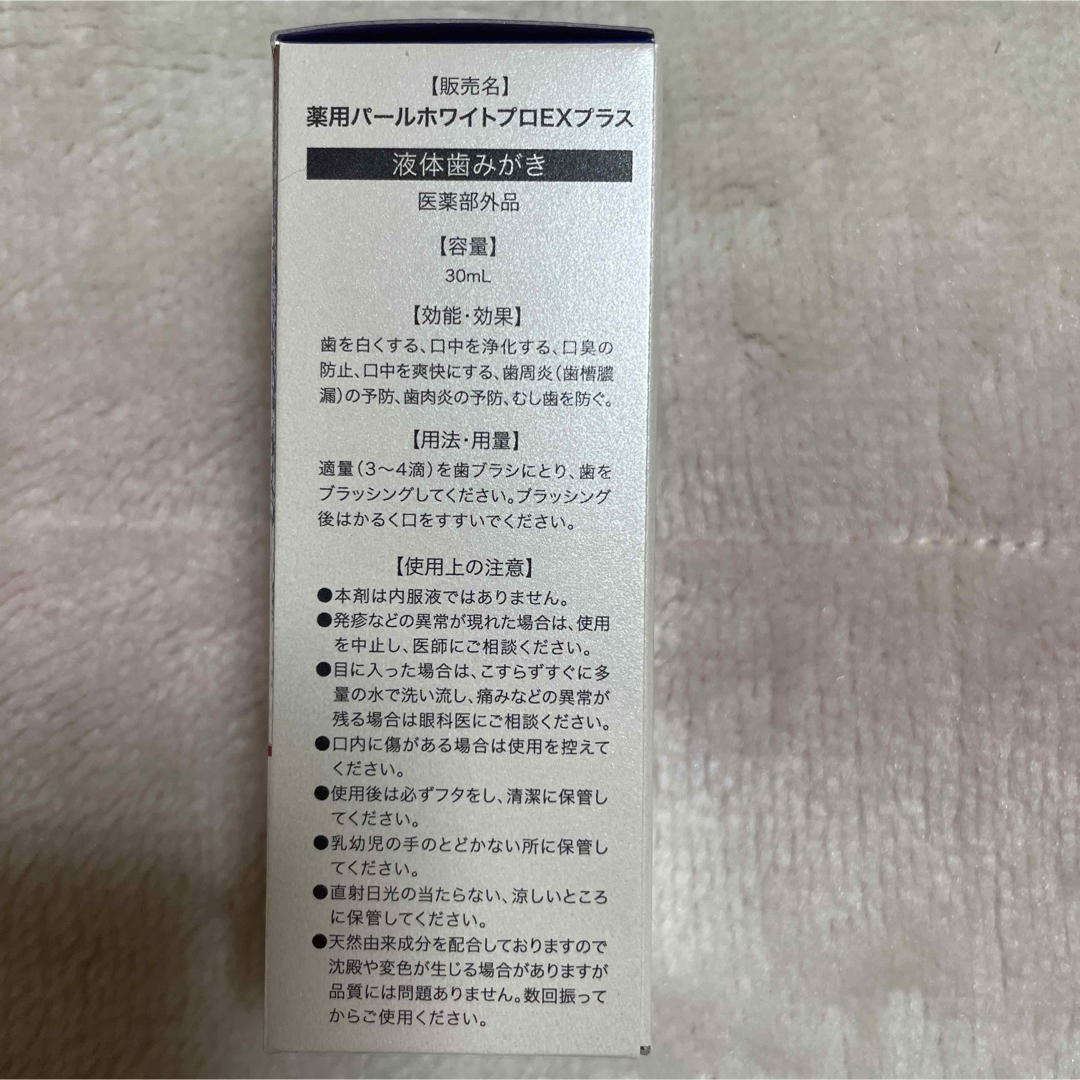 【販売名】
薬用パールホワイトプロEXプラス
液体歯みがき
医薬部外品
【容量】
30mL
【効能・効果】
歯を白くする、口中を浄化する、口臭の
防止、口中を爽快にする、歯周炎（歯槽膿
漏）の予防、歯肉炎の予防、むし歯を防ぐ。
【用法・用量】
適量（3〜4滴）を歯ブラシにとり、歯を
ブラッシングしてください。ブラッシング
後はかるく口をすすいでください。
【使用上の注意】
●本剤は内服液ではありません。
●発疹などの異常が現れた場合は、使用
を中止し、医師にご相談ください。
●目に入った場合は、こすらずすぐに多
量の水で洗い流し、痛みなどの異常が
残る場合は眼科医にご相談ください。
●口内に傷がある場合は使用を控えて
ください。
●使用後は必ずフタをし、清潔に保管し
てください。
●乳幼児の手のとどかない所に保管し
てください。
●直射日光の当たらない、涼しいところ
に保管してください。
●天然由来成分を配合しておりますので
沈殿や変色が生じる場合がありますが
品質には問題ありません。数回振って
からご使用ください。